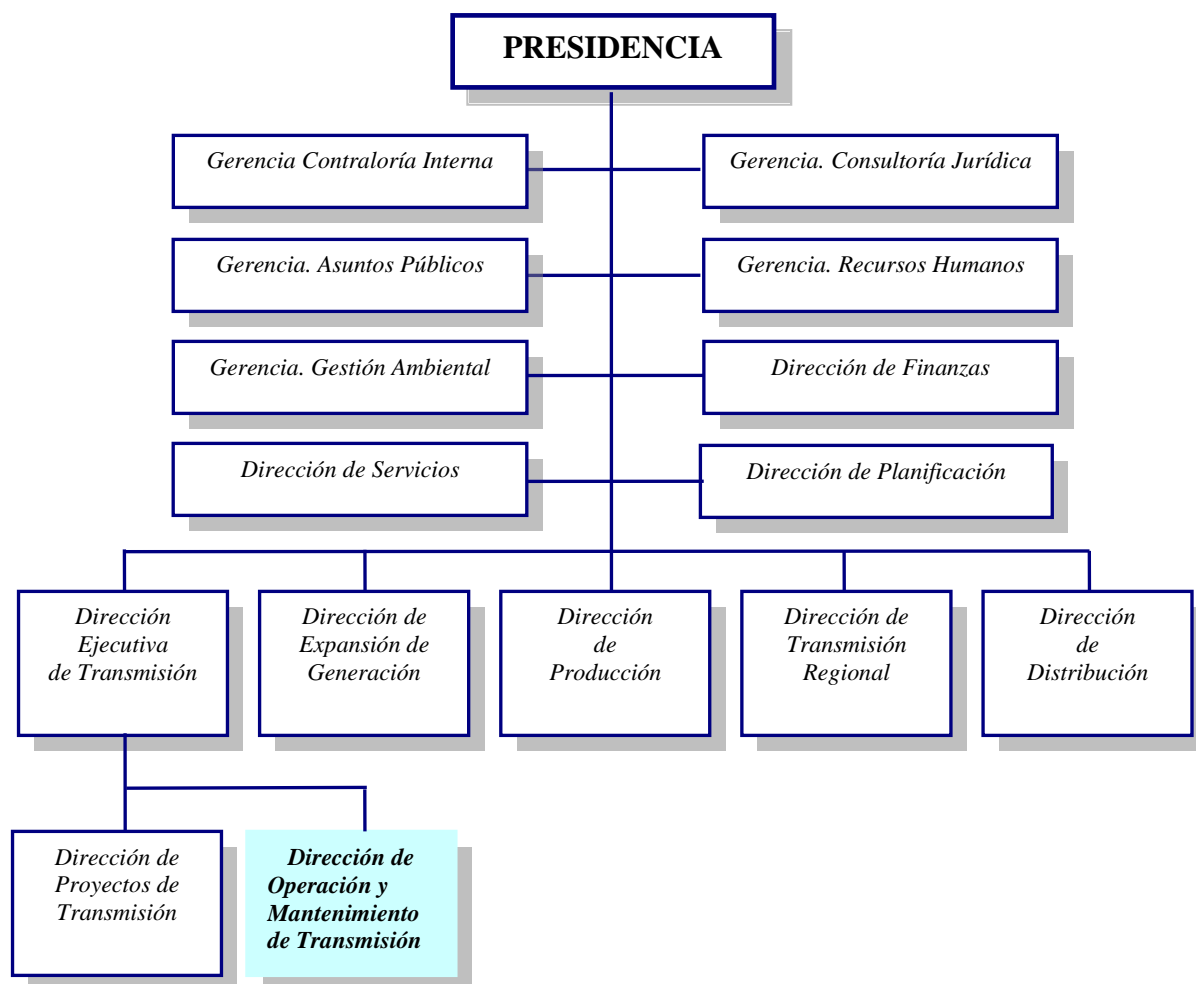 PRESIDENCIA
Gerencia Contraloría Interna
Gerencia. Consultoría Jurídica
Gerencia. Asuntos Públicos
Gerencia. Recursos Humanos
Gerencia. Gestión Ambiental
Dirección de Finanzas
Dirección de Servicios
Dirección de Planificación
Dirección
Ejecutiva
de Transmisión
Dirección de
Expansión de
Generación
Dirección
de
Producción
Dirección de
Transmisión
Regional
Dirección
de
Distribución
Dirección de
Proyectos de
Transmisión
Dirección de
Operación y
Mantenimiento
de Transmisión